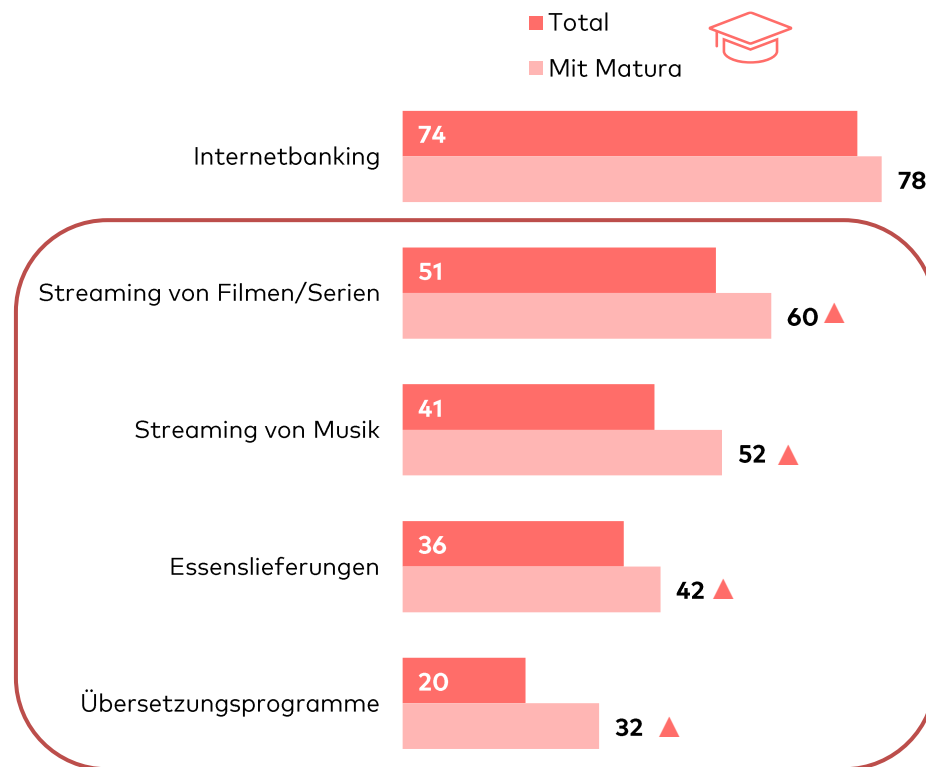 Total
Mit Matura
Internetbanking
74
78
Streaming von Filmen/Serien
51
60
Streaming von Musik
41
52
Essenslieferungen
36
42
Übersetzungsprogramme
20
32